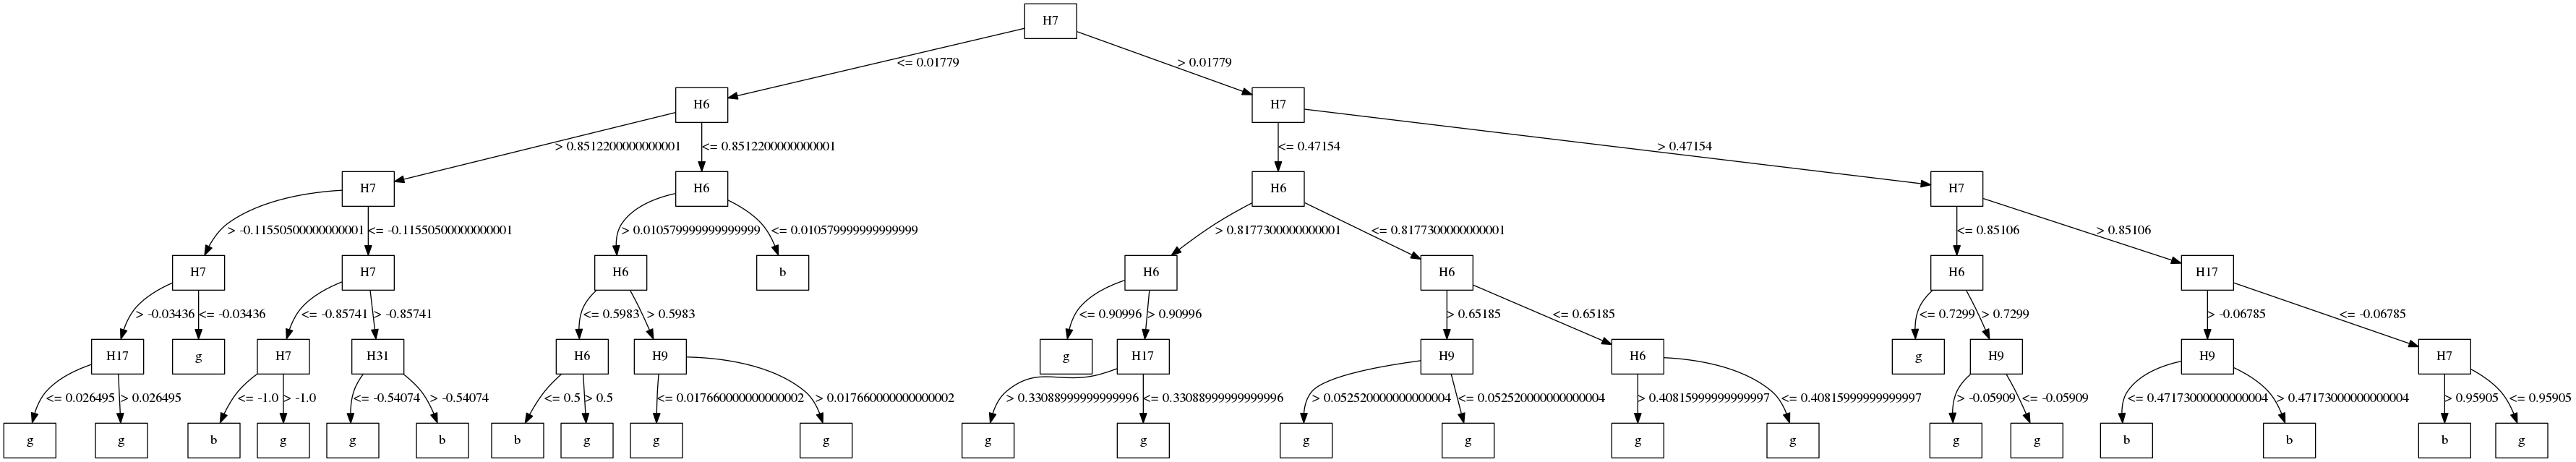 H7
<= 0.01779
> 0.01779
H6
H7
> 0.8512200000000001
<= 0.8512200000000001
<= 0.47154
> 0.47154
H7
H6
H6
H7
> -0.11550500000000001
<= -0.11550500000000001
> 0.010579999999999999
<= 0.010579999999999999
> 0.8177300000000001
<= 0.8177300000000001
<= 0.85106
> 0.85106
H7
H7
H6
b
H6
H6
H6
H17
> -0.03436
<= -0.03436
<= -0.85741
> -0.85741
<= 0.5983
> 0.5983
<= 0.90996
> 0.90996
> 0.65185
<= 0.65185
<= 0.7299
> 0.7299
> -0.06785
<= -0.06785
H17
g
H7
H31
H6
H9
g
H17
H9
H6
g
H9
H9
H7
<= 0.026495
> 0.026495
<= -1.0
> -1.0
<= -0.54074
> -0.54074
<= 0.5
> 0.5
<= 0.017660000000000002
> 0.017660000000000002
> 0.33088999999999996
<= 0.33088999999999996
> 0.052520000000000004
<= 0.052520000000000004
> 0.40815999999999997
<= 0.40815999999999997
> -0.05909
<= -0.05909
<= 0.47173000000000004
> 0.47173000000000004
> 0.95905
<= 0.95905
g
g
b
g
g
b
b
g
g
g
g
g
g
g
g
g
g
g
b
b
b
g